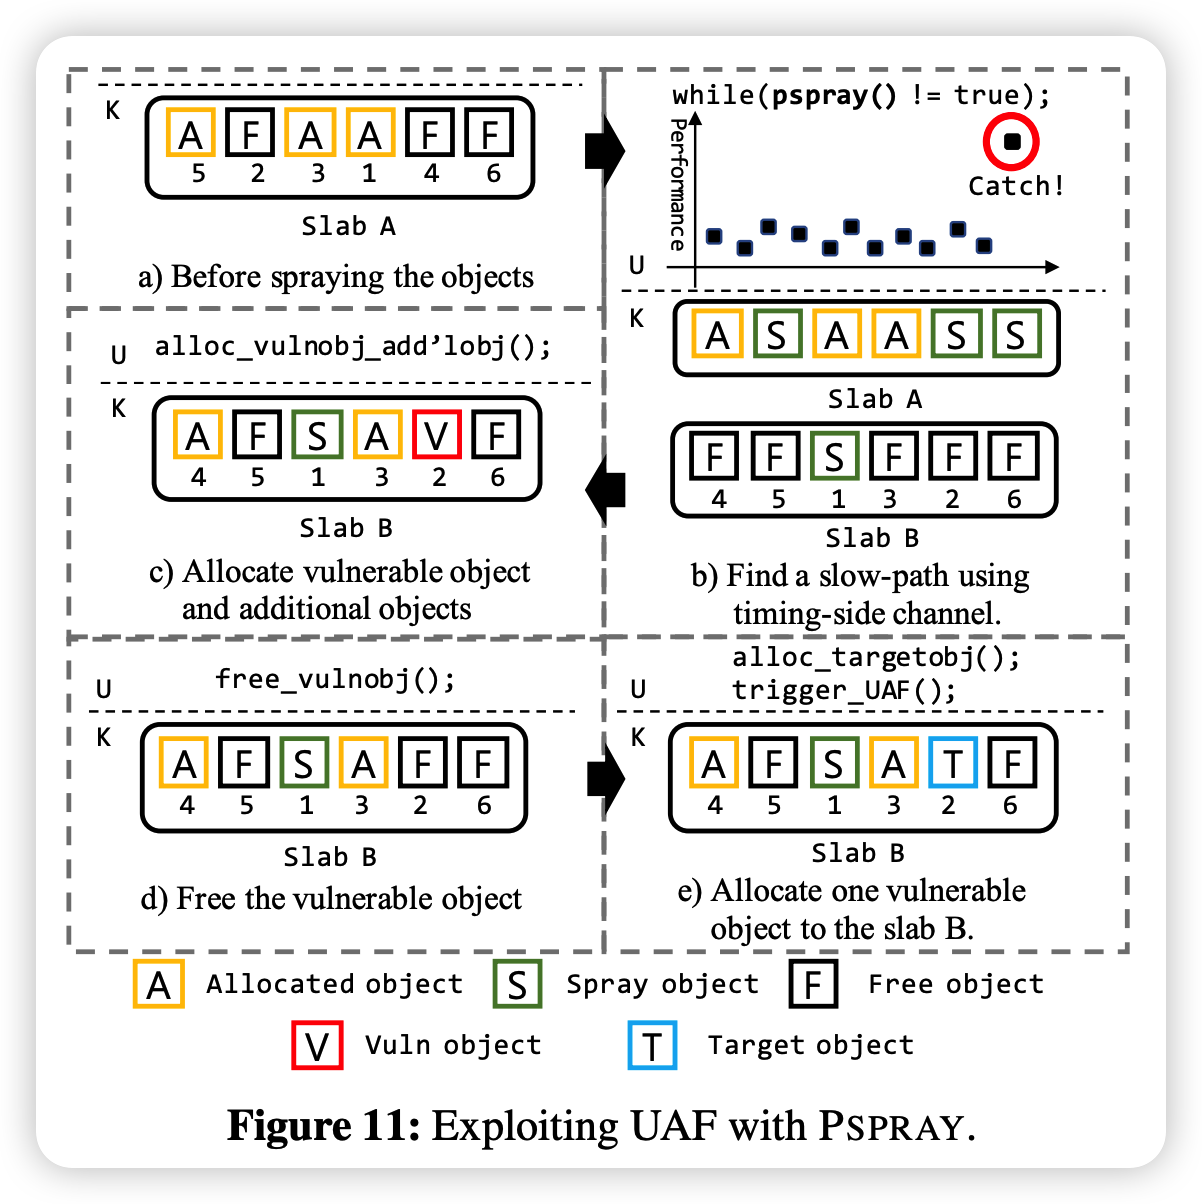 K
A F A A F F
5 2 3 1 4 6
Slab A
a) Before spraying the objects
while(pspray() != true);
Performance
Catch!
U
K
A S A A S S
Slab A
F F S F F F
4 5 1 3 2 6
Slab B
b) Find a slow-path using
timing-side channel.
U alloc_vulnobj_add’lobj();
K
A F S A V F
4 5 1 3 2 6
Slab B
c) Allocate vulnerable object
and additional objects
U free_vulnobj();
K
A F S A F F
4 5 1 3 2 6
Slab B
d) Free the vulnerable object
alloc_targetobj();
U trigger_UAF();
K
A F S A T F
4 5 1 3 2 6
Slab B
e) Allocate one vulnerable
object to the slab B.
A Allocated object S Spray object F Free object
V Vuln object T Target object
Figure 11: Exploiting UAF with PSPRAY.